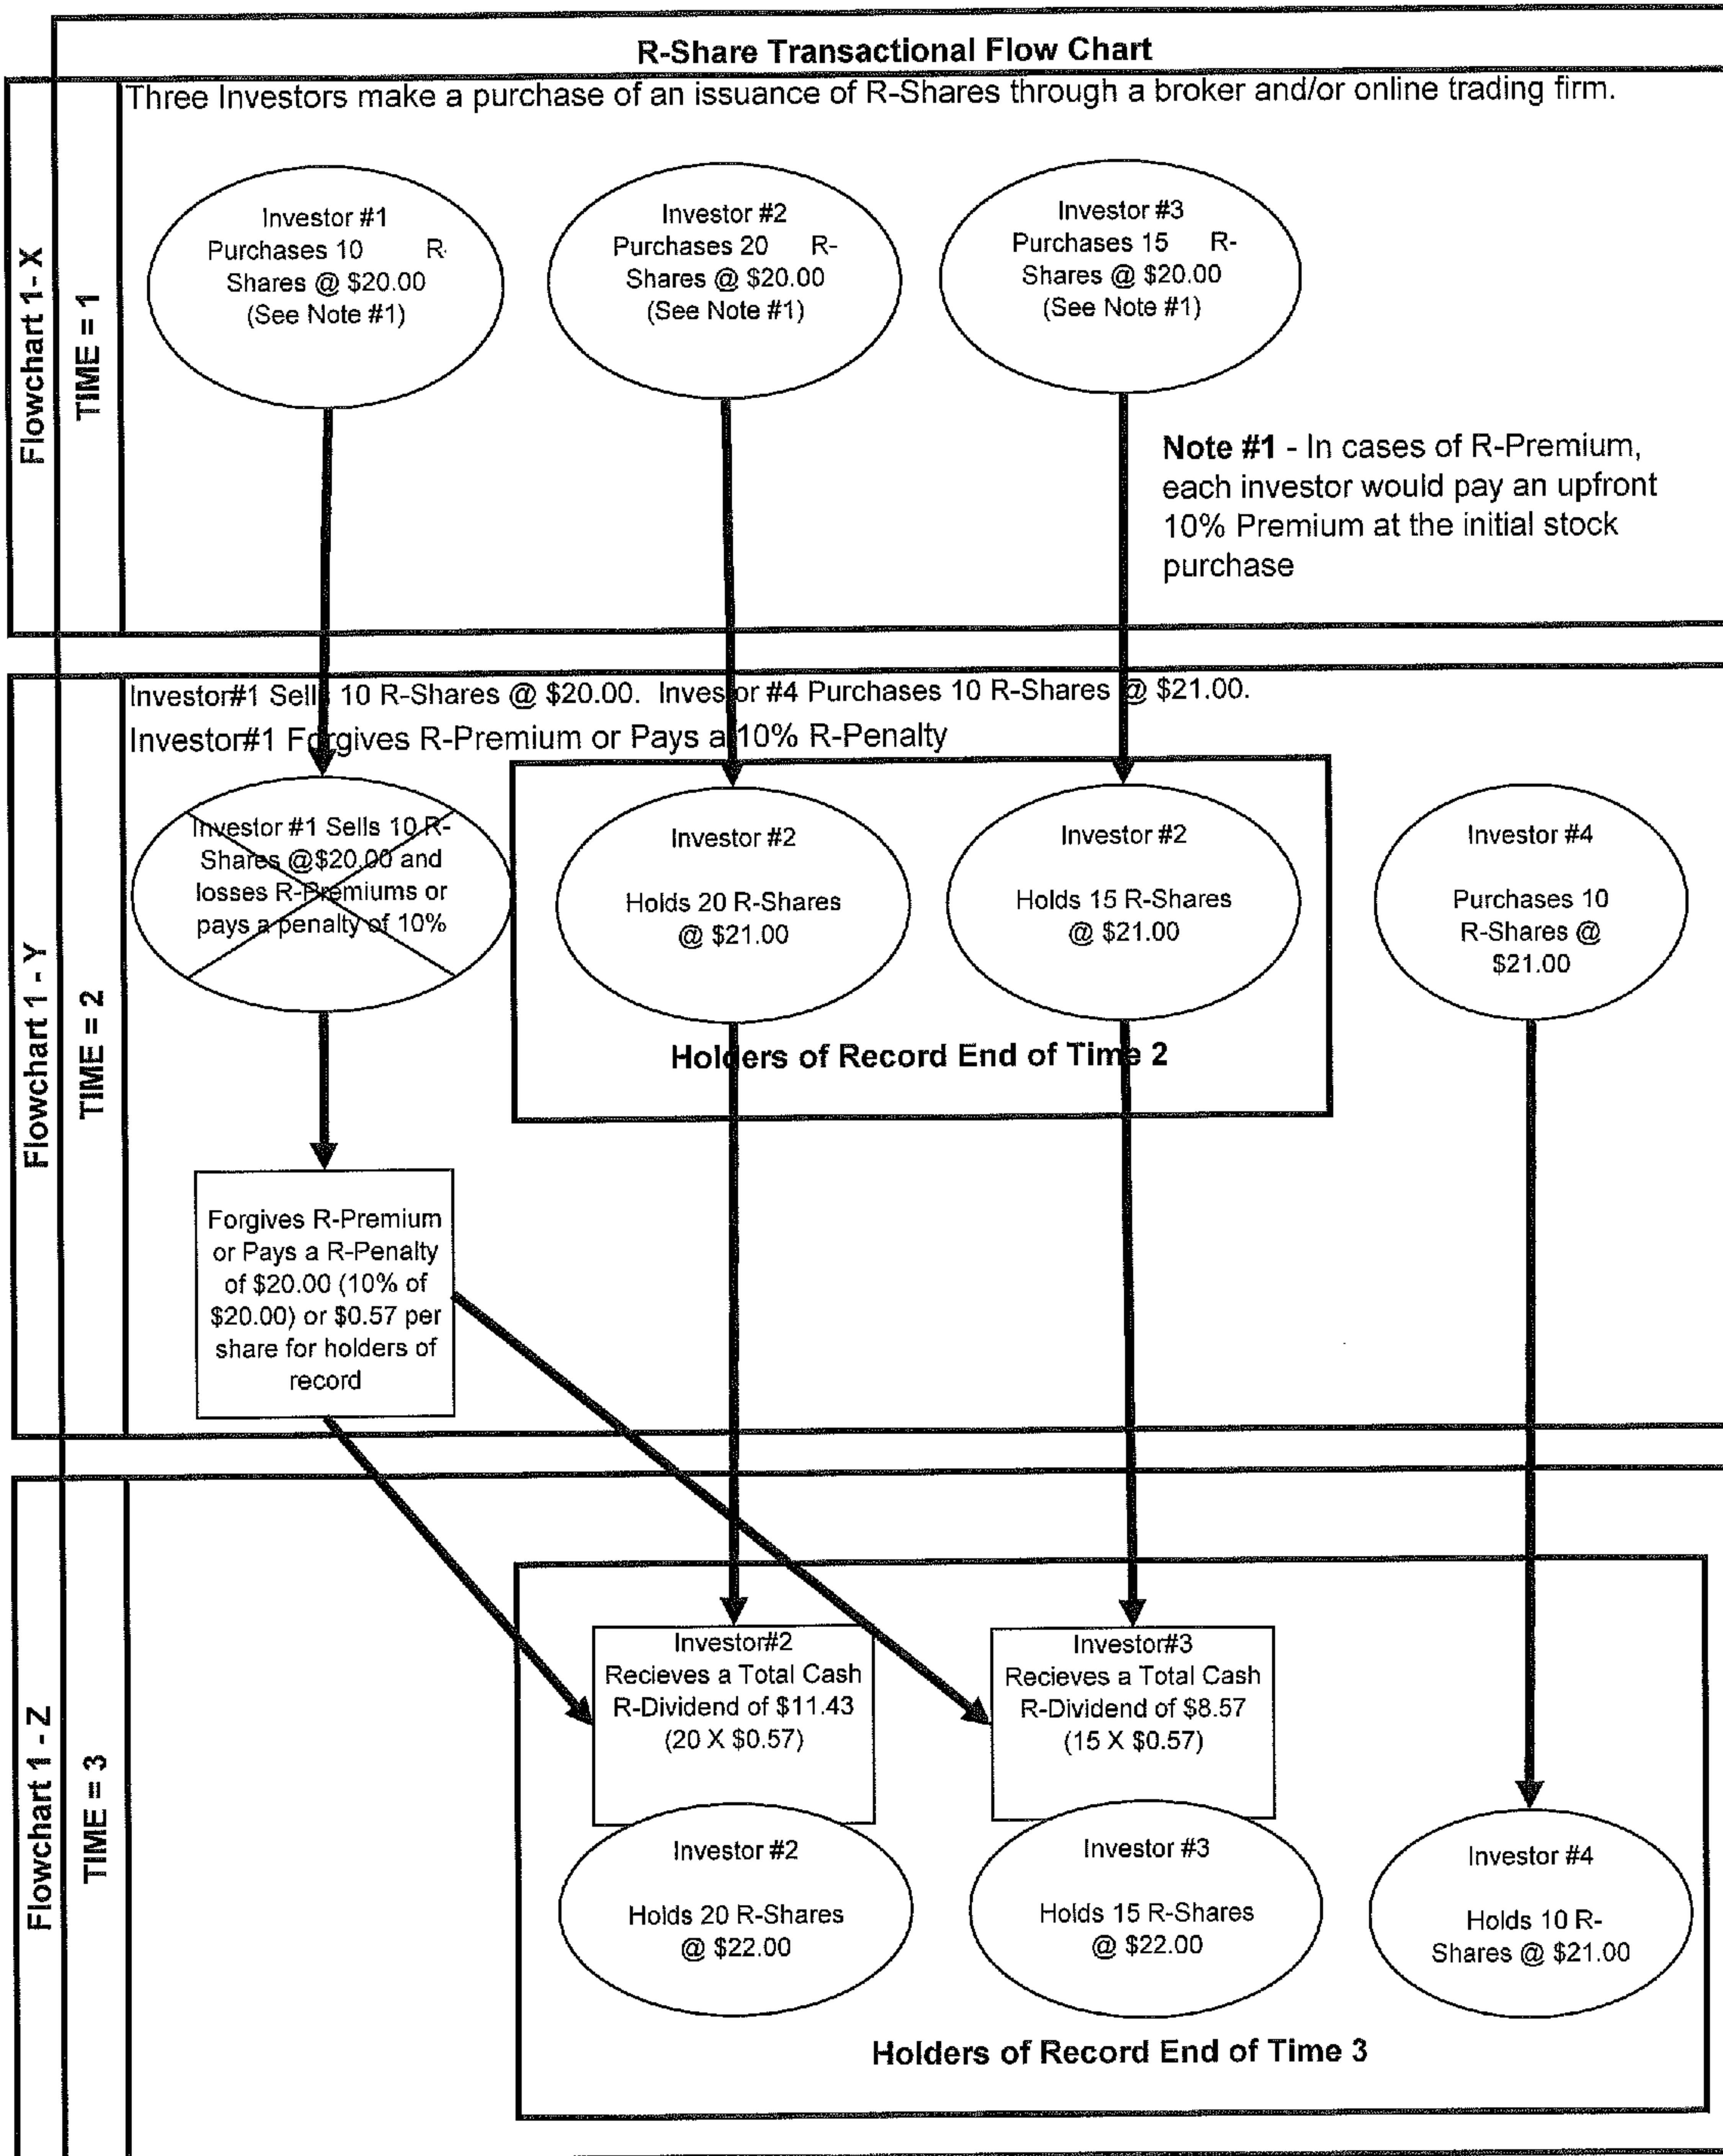 R-Share Transactional Flow Chart
Flowchart 1- X
TIME = 1
Three Investors make a purchase of an issuance of R-Shares through a broker and/or online trading firm.
Investor #1
Purchases 10 R-
Shares @ $20.00
(See Note #1)
Investor #2
Purchases 20 R-
Shares @ $20.00
(See Note #1)
Investor #3
Purchases 15 R-
Shares @ $20.00
(See Note #1)
Note #1 - In cases of R-Premium,
each investor would pay an upfront
10% Premium at the initial stock
purchase
Flowchart 1 - Y
TIME = 2
Investor#1 Sells 10 R-Shares @ $20.00. Investor #4 Purchases 10 R-Shares @ $21.00.
Investor#1 Forgives R-Premium or Pays a 10% R-Penalty
Investor #1 Sells 10 R-
Shares @$20.00 and
losses R-Premiums or
pays a penalty of 10%
Investor #2
Holds 20 R-Shares
@ $21.00
Investor #2
Holds 15 R-Shares
@ $21.00
Investor #4
Purchases 10
R-Shares @
$21.00
Holders of Record End of Time 2
Forgives R-Premium
or Pays a R-Penalty
of $20.00 (10% of
$20.00) or $0.57 per
share for holders of
record
Flowchart 1 - Z
TIME = 3
Investor#2
Recieves a Total Cash
R-Dividend of $11.43
(20 X $0.57)
Investor#3
Recieves a Total Cash
R-Dividend of $8.57
(15 X $0.57)
Investor #2
Holds 20 R-Shares
@ $22.00
Investor #3
Holds 15 R-Shares
@ $22.00
Investor #4
Holds 10 R-
Shares @ $21.00
Holders of Record End of Time 3